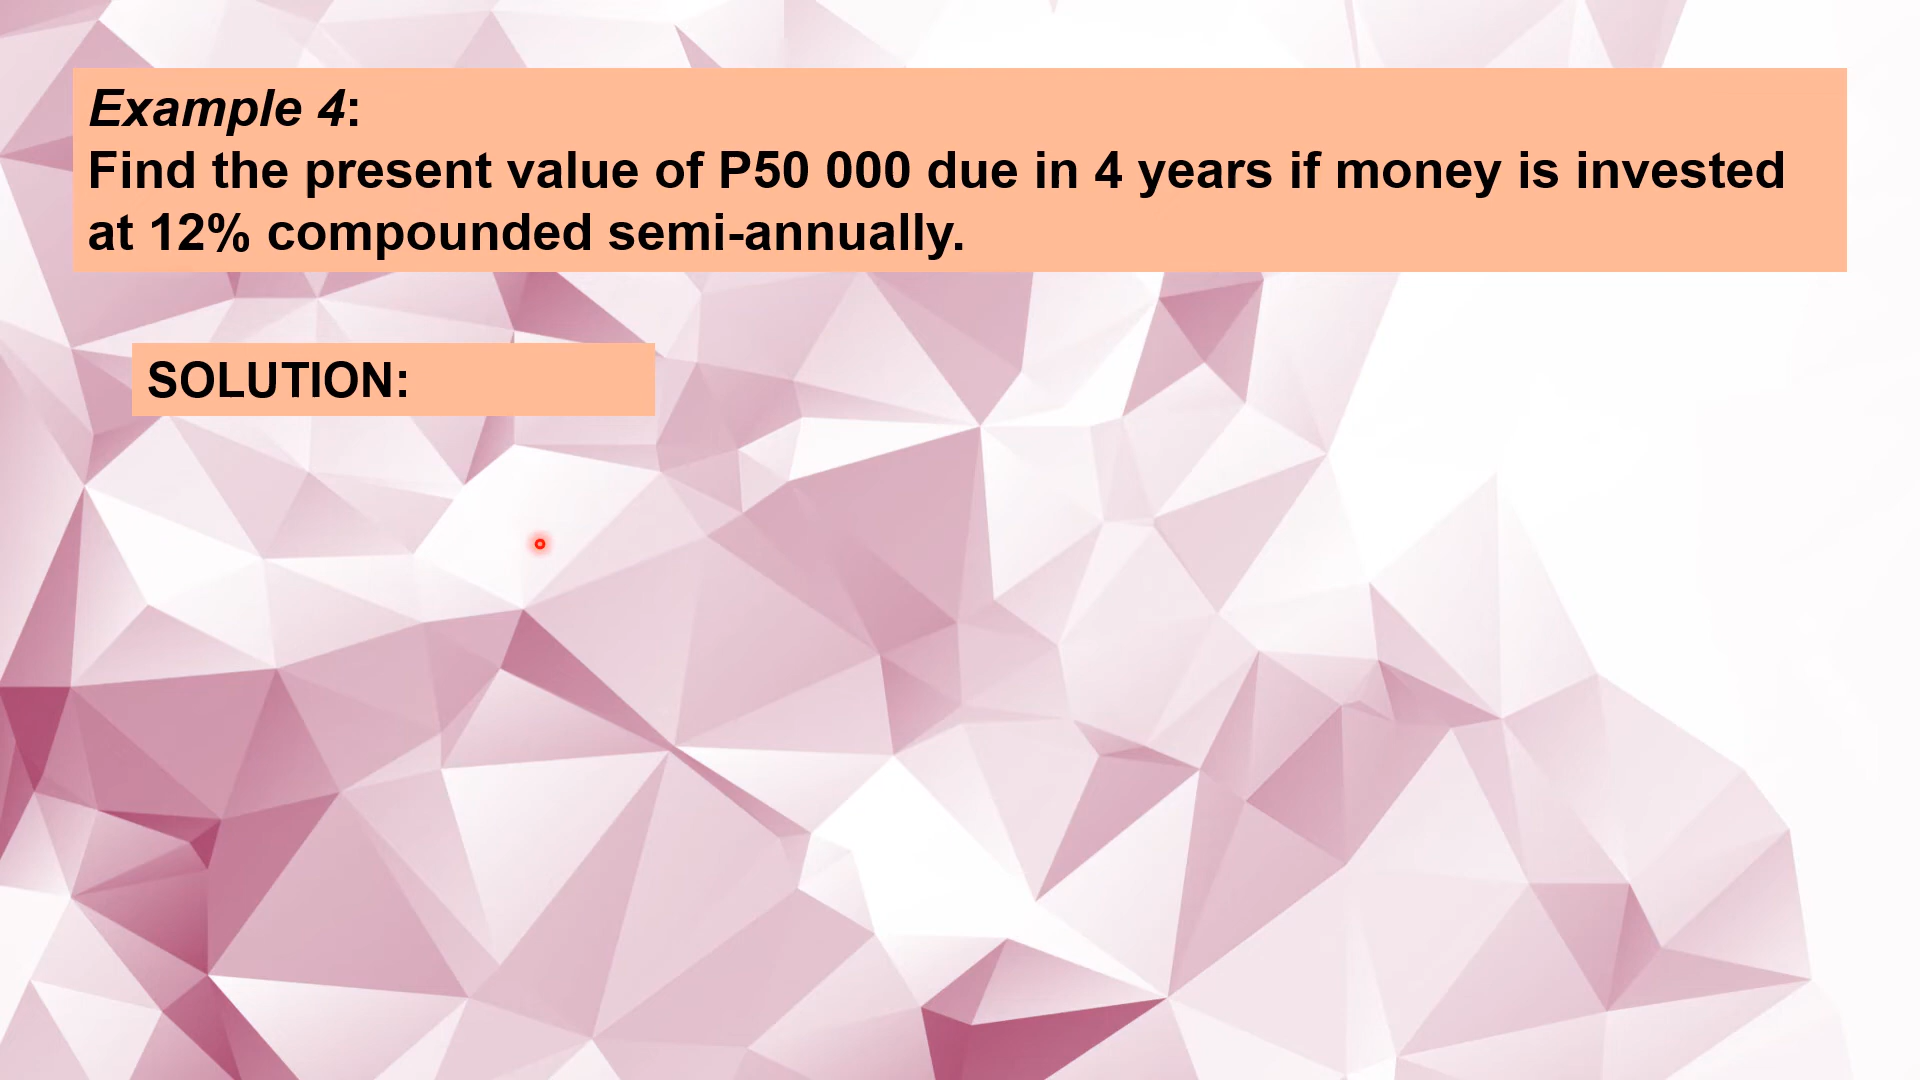 Example 4:
Find the present value of P50 000 due in 4 years if money is invested
at 12% compounded semi-annually.
SOLUTION: